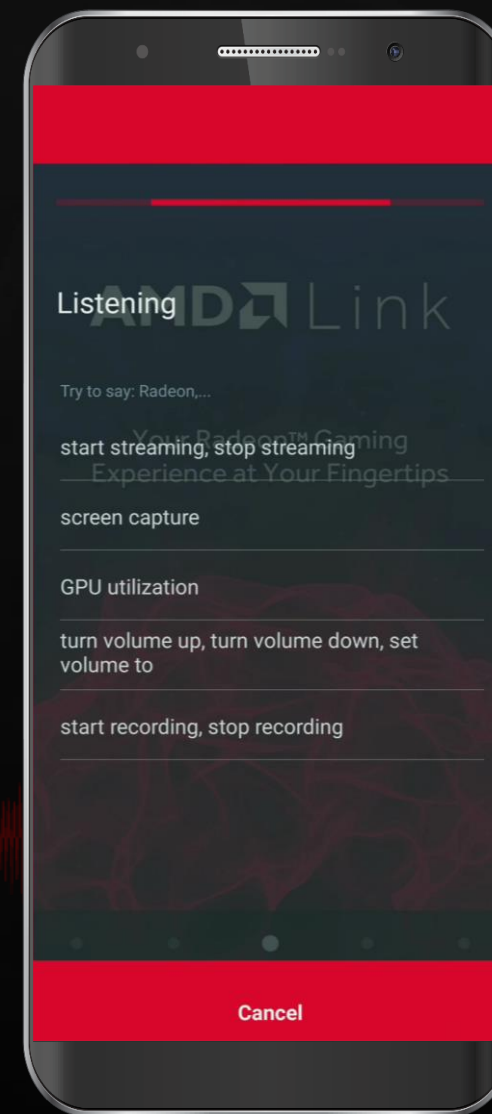 AMD Link
Listening
Try to say: Radeon,...
Your Radeon™ Gaming
start streaming, stop streaming
Experience at Your Fingertips
screen capture
GPU utilization
turn volume up, turn volume down, set
volume to
start recording, stop recording
Cancel